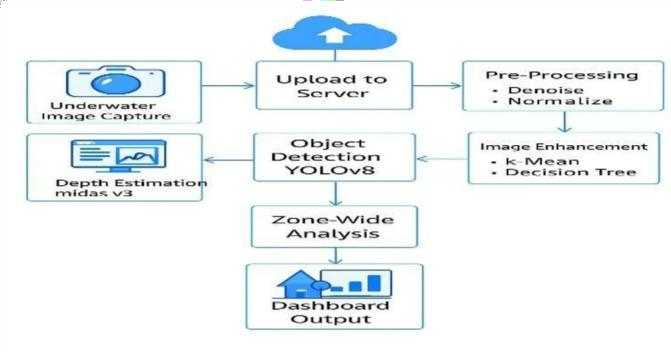 Underwater
Image Capture
Upload to
Server
Pre-Processing
• Denoise
• Normalize
Image Enhancement
• k-Mean
• Decision Tree
Object
Detection
YOLOv8
Depth Estimation
midas v3
Zone-Wide
Analysis
Dashboard
Output